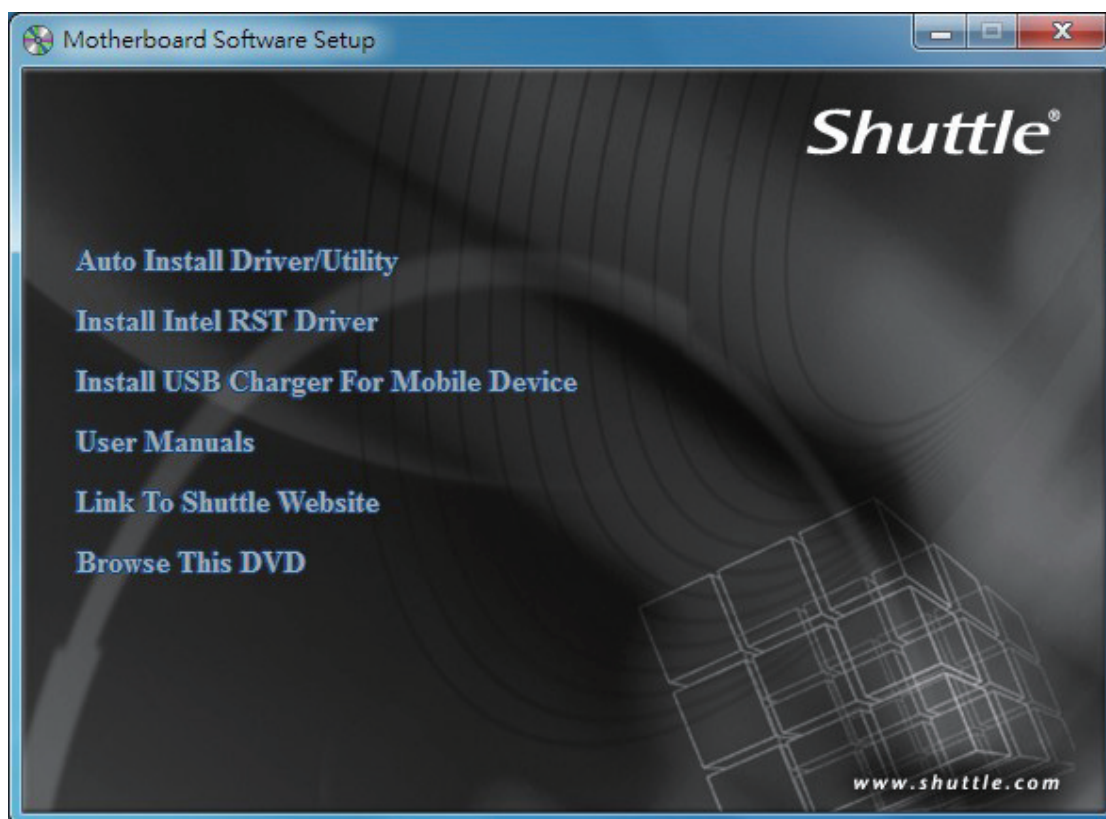 Motherboard Software Setup
Shuttle®
Auto Install Driver/Utility
Install Intel RST Driver
Install USB Charger For Mobile Device
User Manuals
Link To Shuttle Website
Browse This DVD
www.shuttle.com